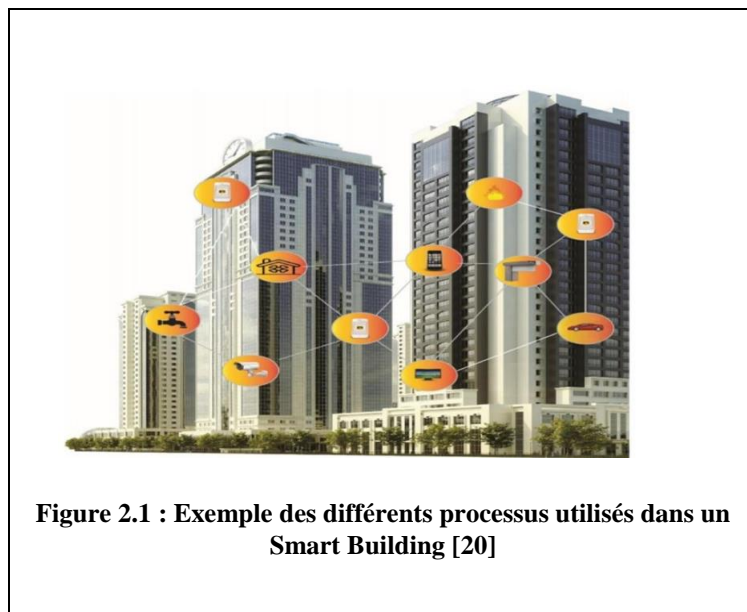 Figure 2.1 : Exemple des différents processus utilisés dans un
Smart Building [20]